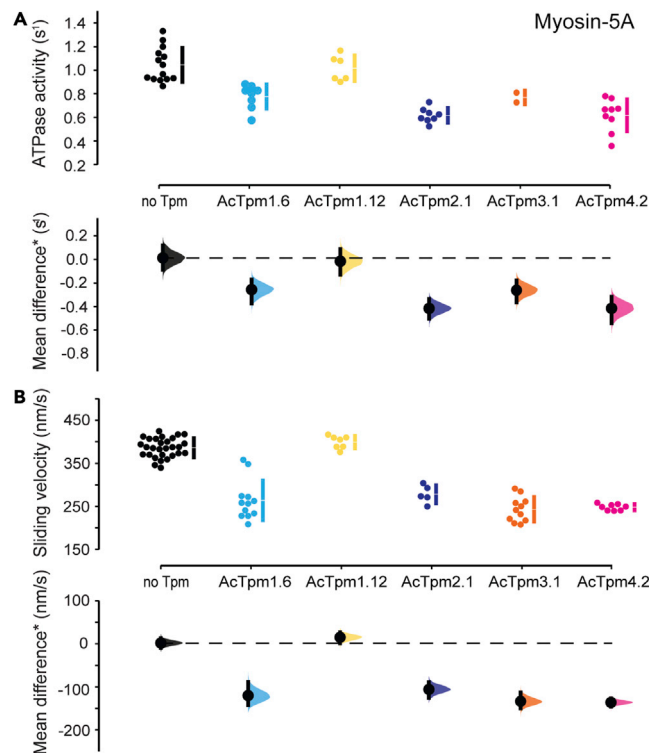 A
Myosin-5A
ATPase activity (s¹)
1.4
1.2
1.0
0.8
0.6
0.4
0.2
no Tpm AcTpm1.6 AcTpm1.12 AcTpm2.1 AcTpm3.1 AcTpm4.2
Mean difference* (s¹)
0.2
0.0
-0.2
-0.4
-0.6
-0.8
B
Sliding velocity (nm/s)
450
350
250
150
no Tpm AcTpm1.6 AcTpm1.12 AcTpm2.1 AcTpm3.1 AcTpm4.2
Mean difference* (nm/s)
100
0
-100
-200